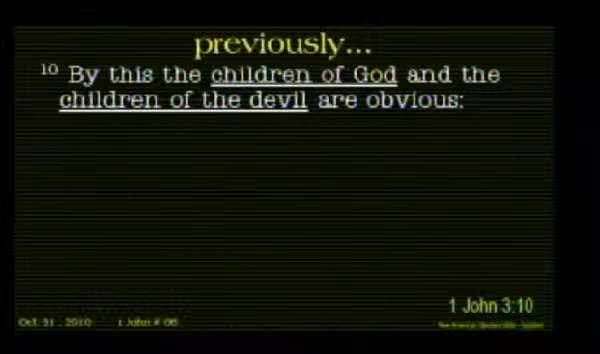 previously...
10 By this the children of God and the
children of the devil are obvious:
1 John 3:10
Oct. 31, 2010 1 John # 06